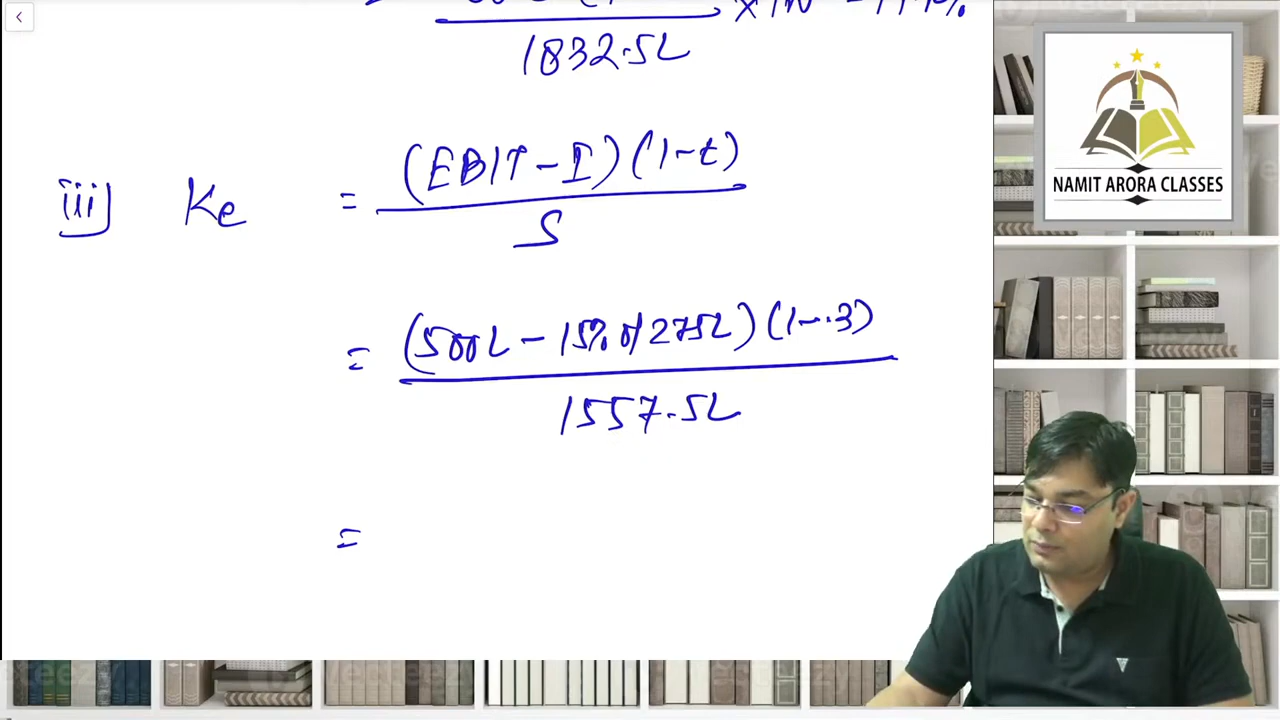 1832.5L
NAMIT ARORA CLASSES
iii) Ke = (EBIT - I)(1-t)
S
= (500L - 15% of 275L)(1-.3)
1557.5L
=